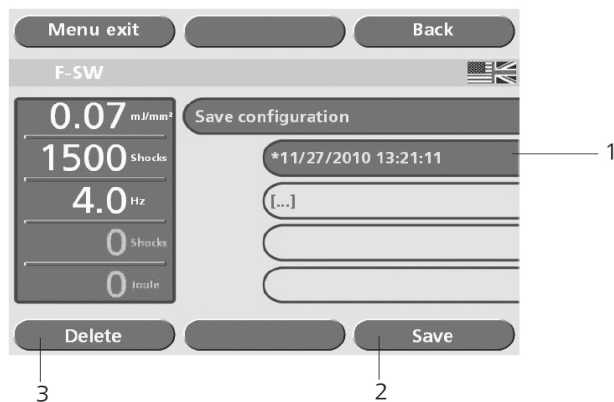 Menu exit
Back
F-SW
0.07 mJ/mm²
1500 Shocks
4.0 Hz
0 Shocks
0 Joule
Save configuration
*11/27/2010 13:21:11
[...]
1
Delete
Save
3
2